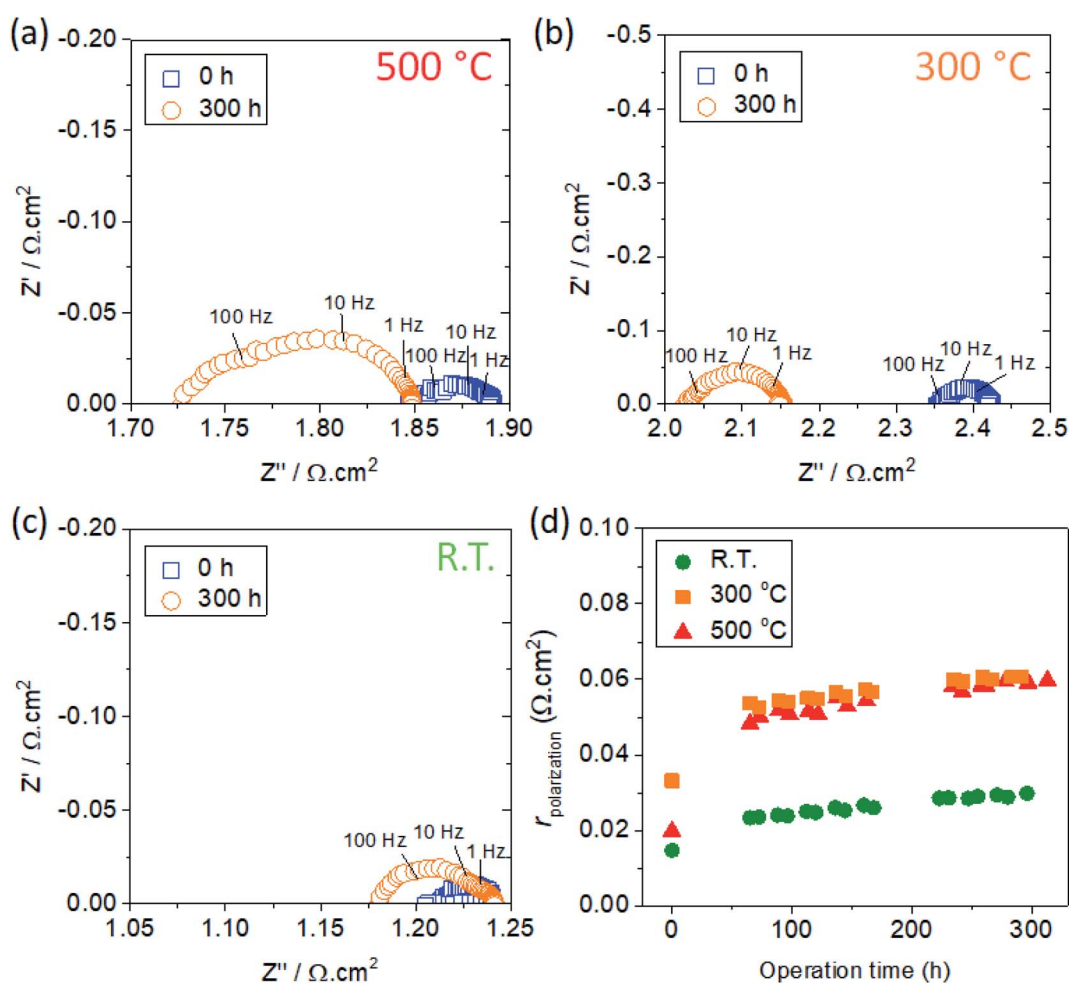 (a)
500 °C
0 h
300 h
-0.20
-0.15
-0.10
-0.05
0.00
Z' / Ω.cm²
100 Hz
10 Hz
1 Hz
100 Hz
10 Hz
1 Hz
1.70
1.75
1.80
1.85
1.90
Z" / Ω.cm²
(b)
300 °C
0 h
300 h
-0.5
-0.4
-0.3
-0.2
-0.1
0.0
Z' / Ω.cm²
100 Hz
10 Hz
1 Hz
100 Hz
10 Hz
1 Hz
2.0
2.1
2.2
2.3
2.4
2.5
Z" / Ω.cm²
(c)
R.T.
0 h
300 h
-0.20
-0.15
-0.10
-0.05
0.00
Z' / Ω.cm²
100 Hz
10 Hz
1 Hz
1.05
1.10
1.15
1.20
1.25
Z" / Ω.cm²
(d)
R.T.
300 °C
500 °C
0.10
0.08
0.06
0.04
0.02
0.00
r polarization (Ω.cm²)
0
100
200
300
Operation time (h)